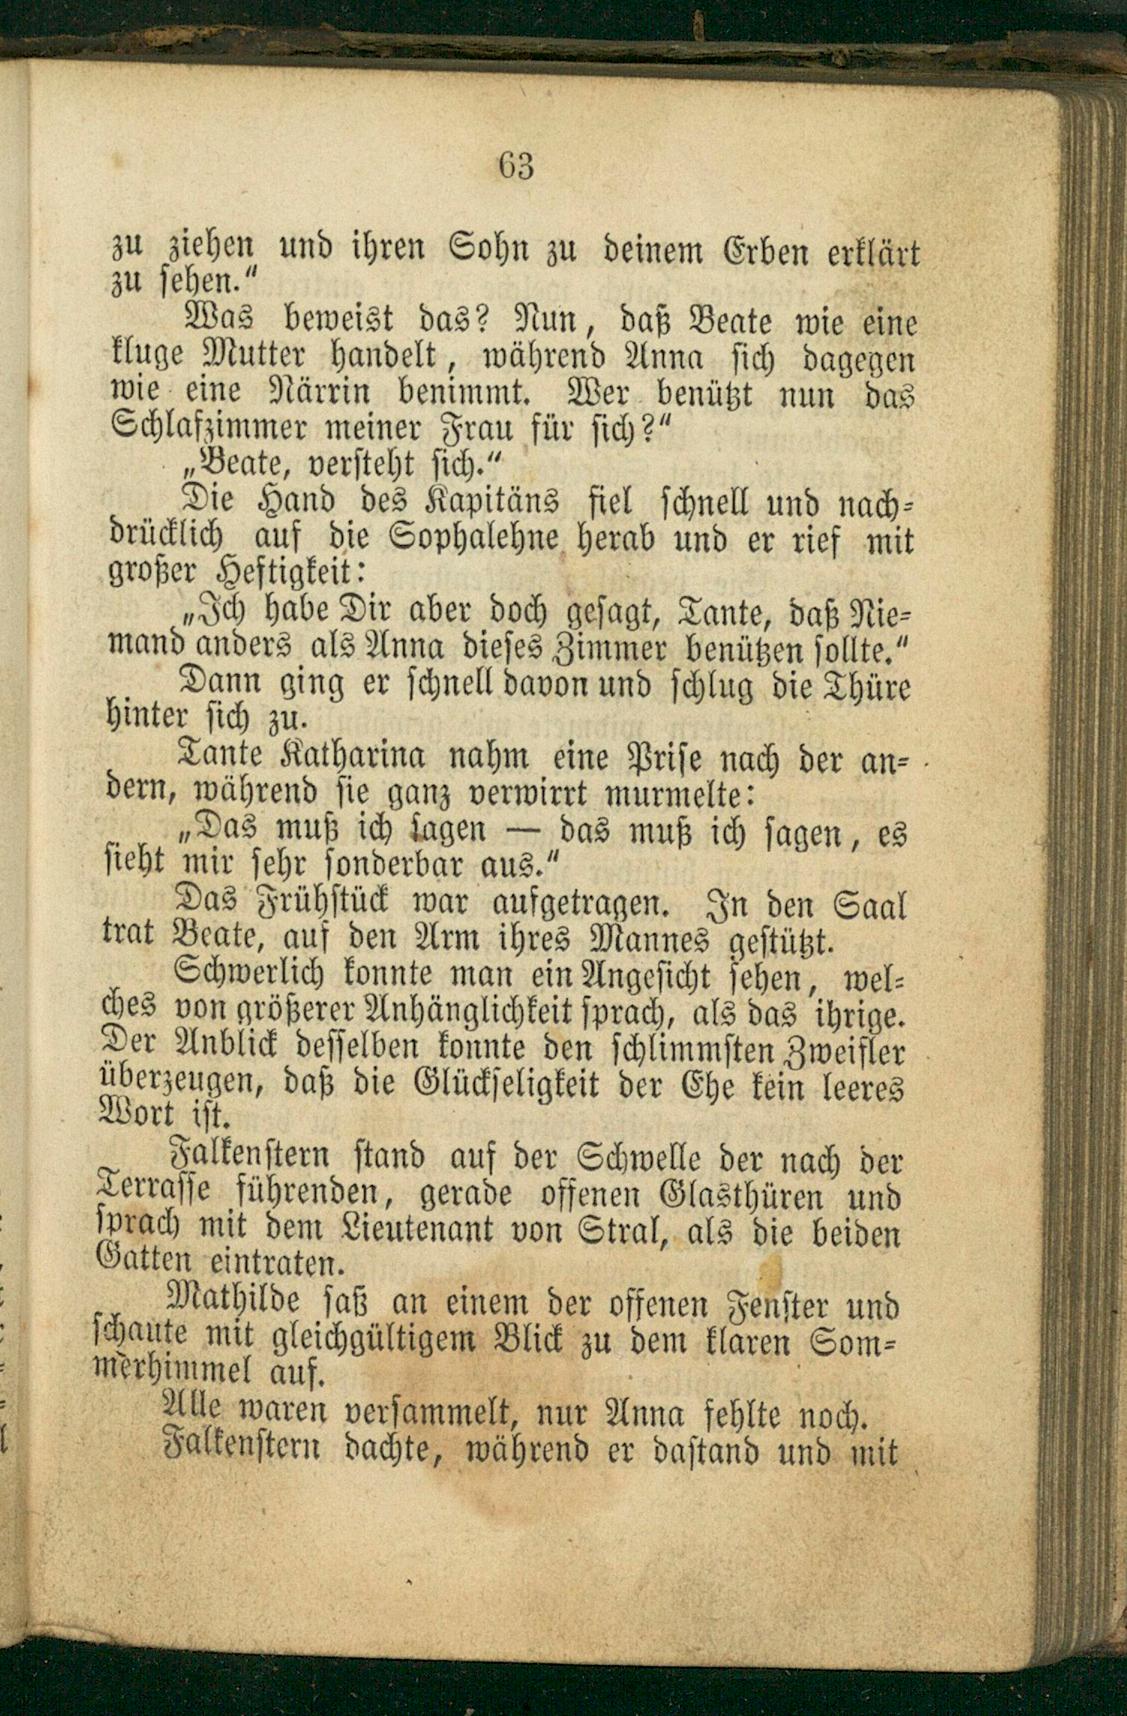 63
zu ziehen und ihren Sohn zu deinem Erben erklärt
zu sehen.“
Was beweist das? Nun, daß Beate wie eine
kluge Mutter handelt, während Anna sich dagegen
wie eine Närrin benimmt. Wer benützt nun das
Schlafzimmer meiner Frau für sich?“
„Beate, versteht sich.“
Die Hand des Kapitäns fiel schnell und nach-
drücklich auf die Sophalehne herab und er rief mit
großer Heftigkeit:
„Ich habe Dir aber doch gesagt, Tante, daß Nie-
mand anders als Anna dieses Zimmer benützen sollte.“
Dann ging er schnell davon und schlug die Thüre
hinter sich zu.
Tante Katharina nahm eine Prise nach der an-
dern, während sie ganz verwirrt murmelte:
„Das muß ich sagen — das muß ich sagen, es
sieht mir sehr sonderbar aus.“
Das Frühstück war aufgetragen. In den Saal
trat Beate, auf den Arm ihres Mannes gestützt.
Schwerlich konnte man ein Angesicht sehen, wel-
ches von größerer Anhänglichkeit sprach, als das ihrige.
Der Anblick desselben konnte den schlimmsten Zweifler
überzeugen, daß die Glückseligkeit der Ehe kein leeres
Wort ist.
Falkenstern stand auf der Schwelle der nach der
Terrasse führenden, gerade offenen Glasthüren und
sprach mit dem Lieutenant von Stral, als die beiden
Gatten eintraten.
Mathilde saß an einem der offenen Fenster und
schaute mit gleichgültigem Blick zu dem klaren Som-
merhimmel auf.
Alle waren versammelt, nur Anna fehlte noch.
Falkenstern dachte, während er dastand und mit